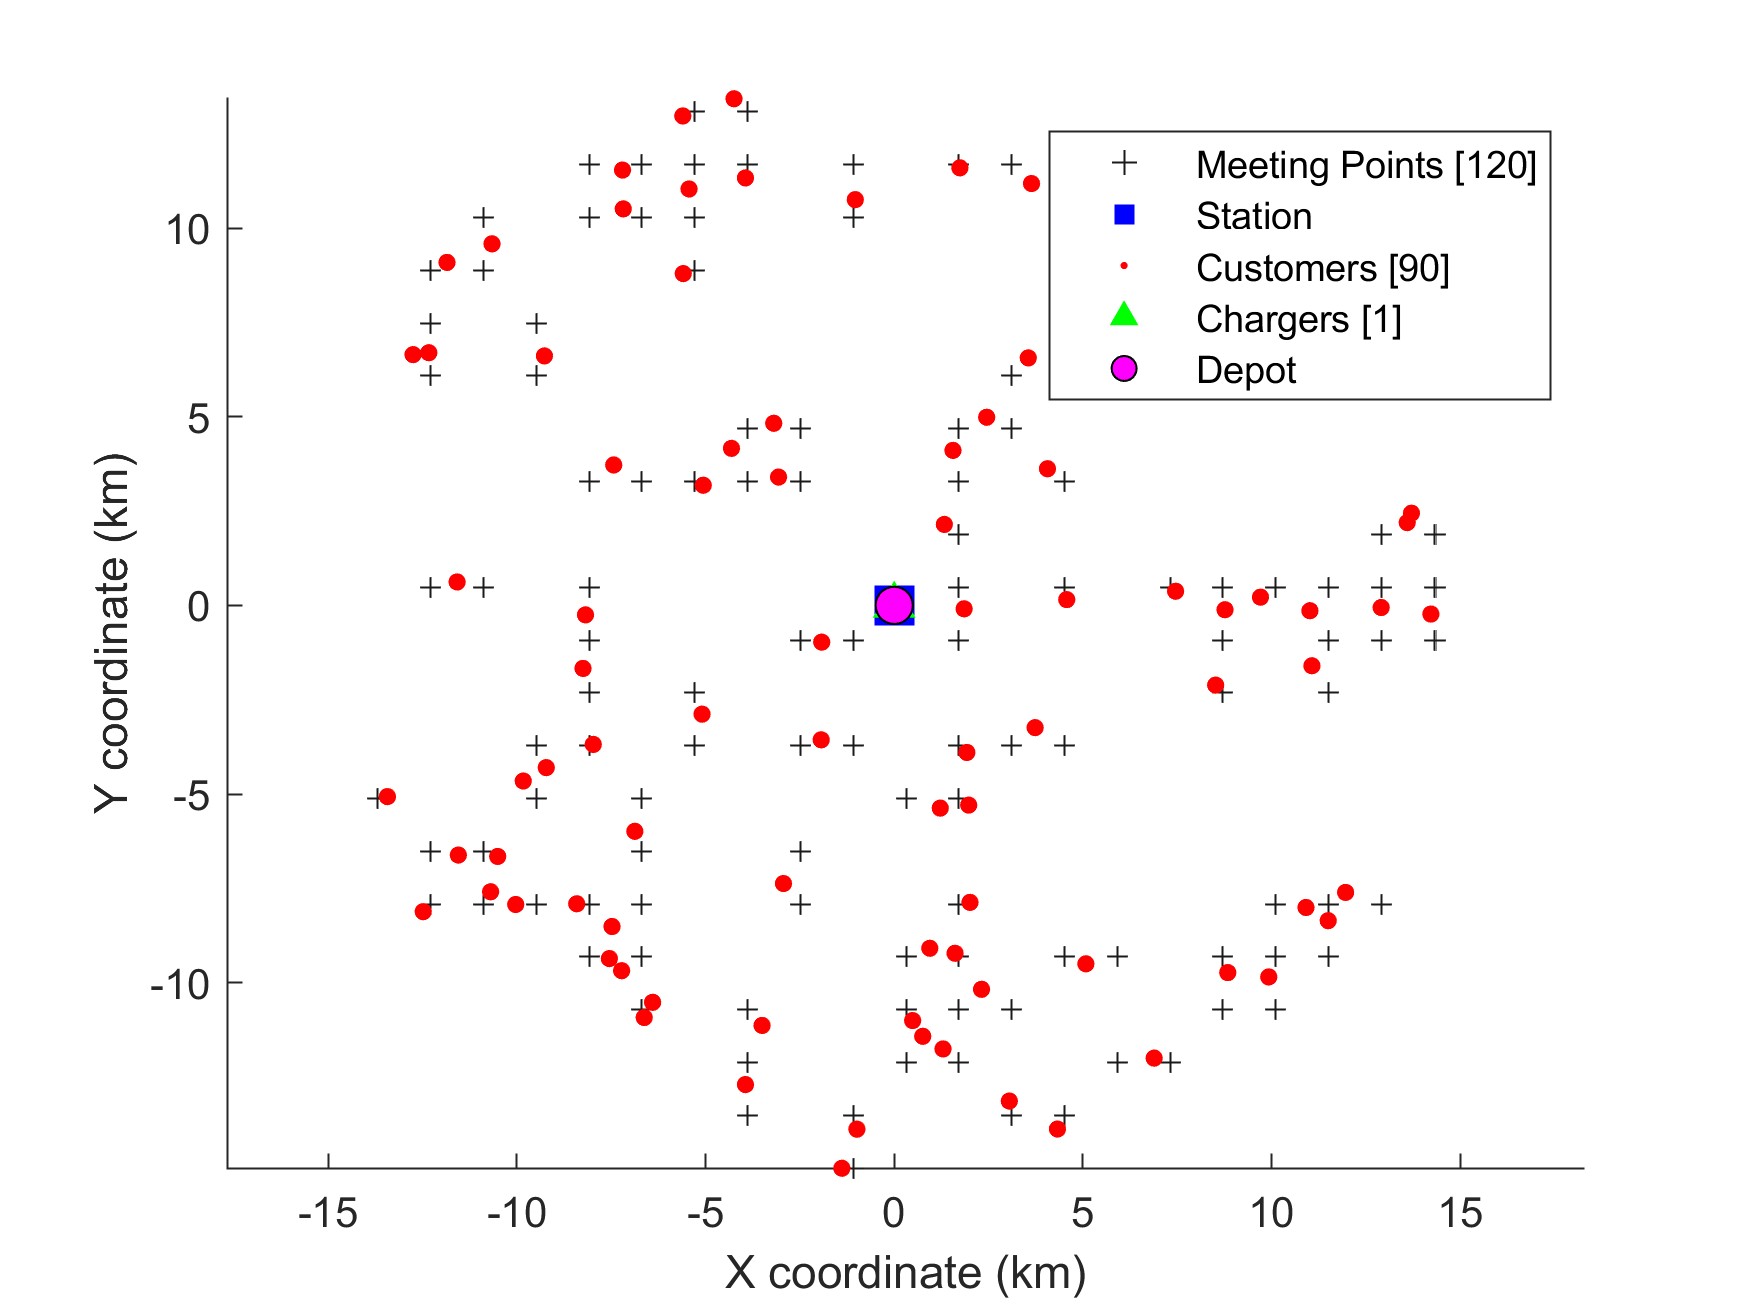 Meeting Points [120]
Station
Customers [90]
Chargers [1]
Depot
10
5
0
-5
-10
Y coordinate (km)
-15 -10 -5 0 5 10 15
X coordinate (km)